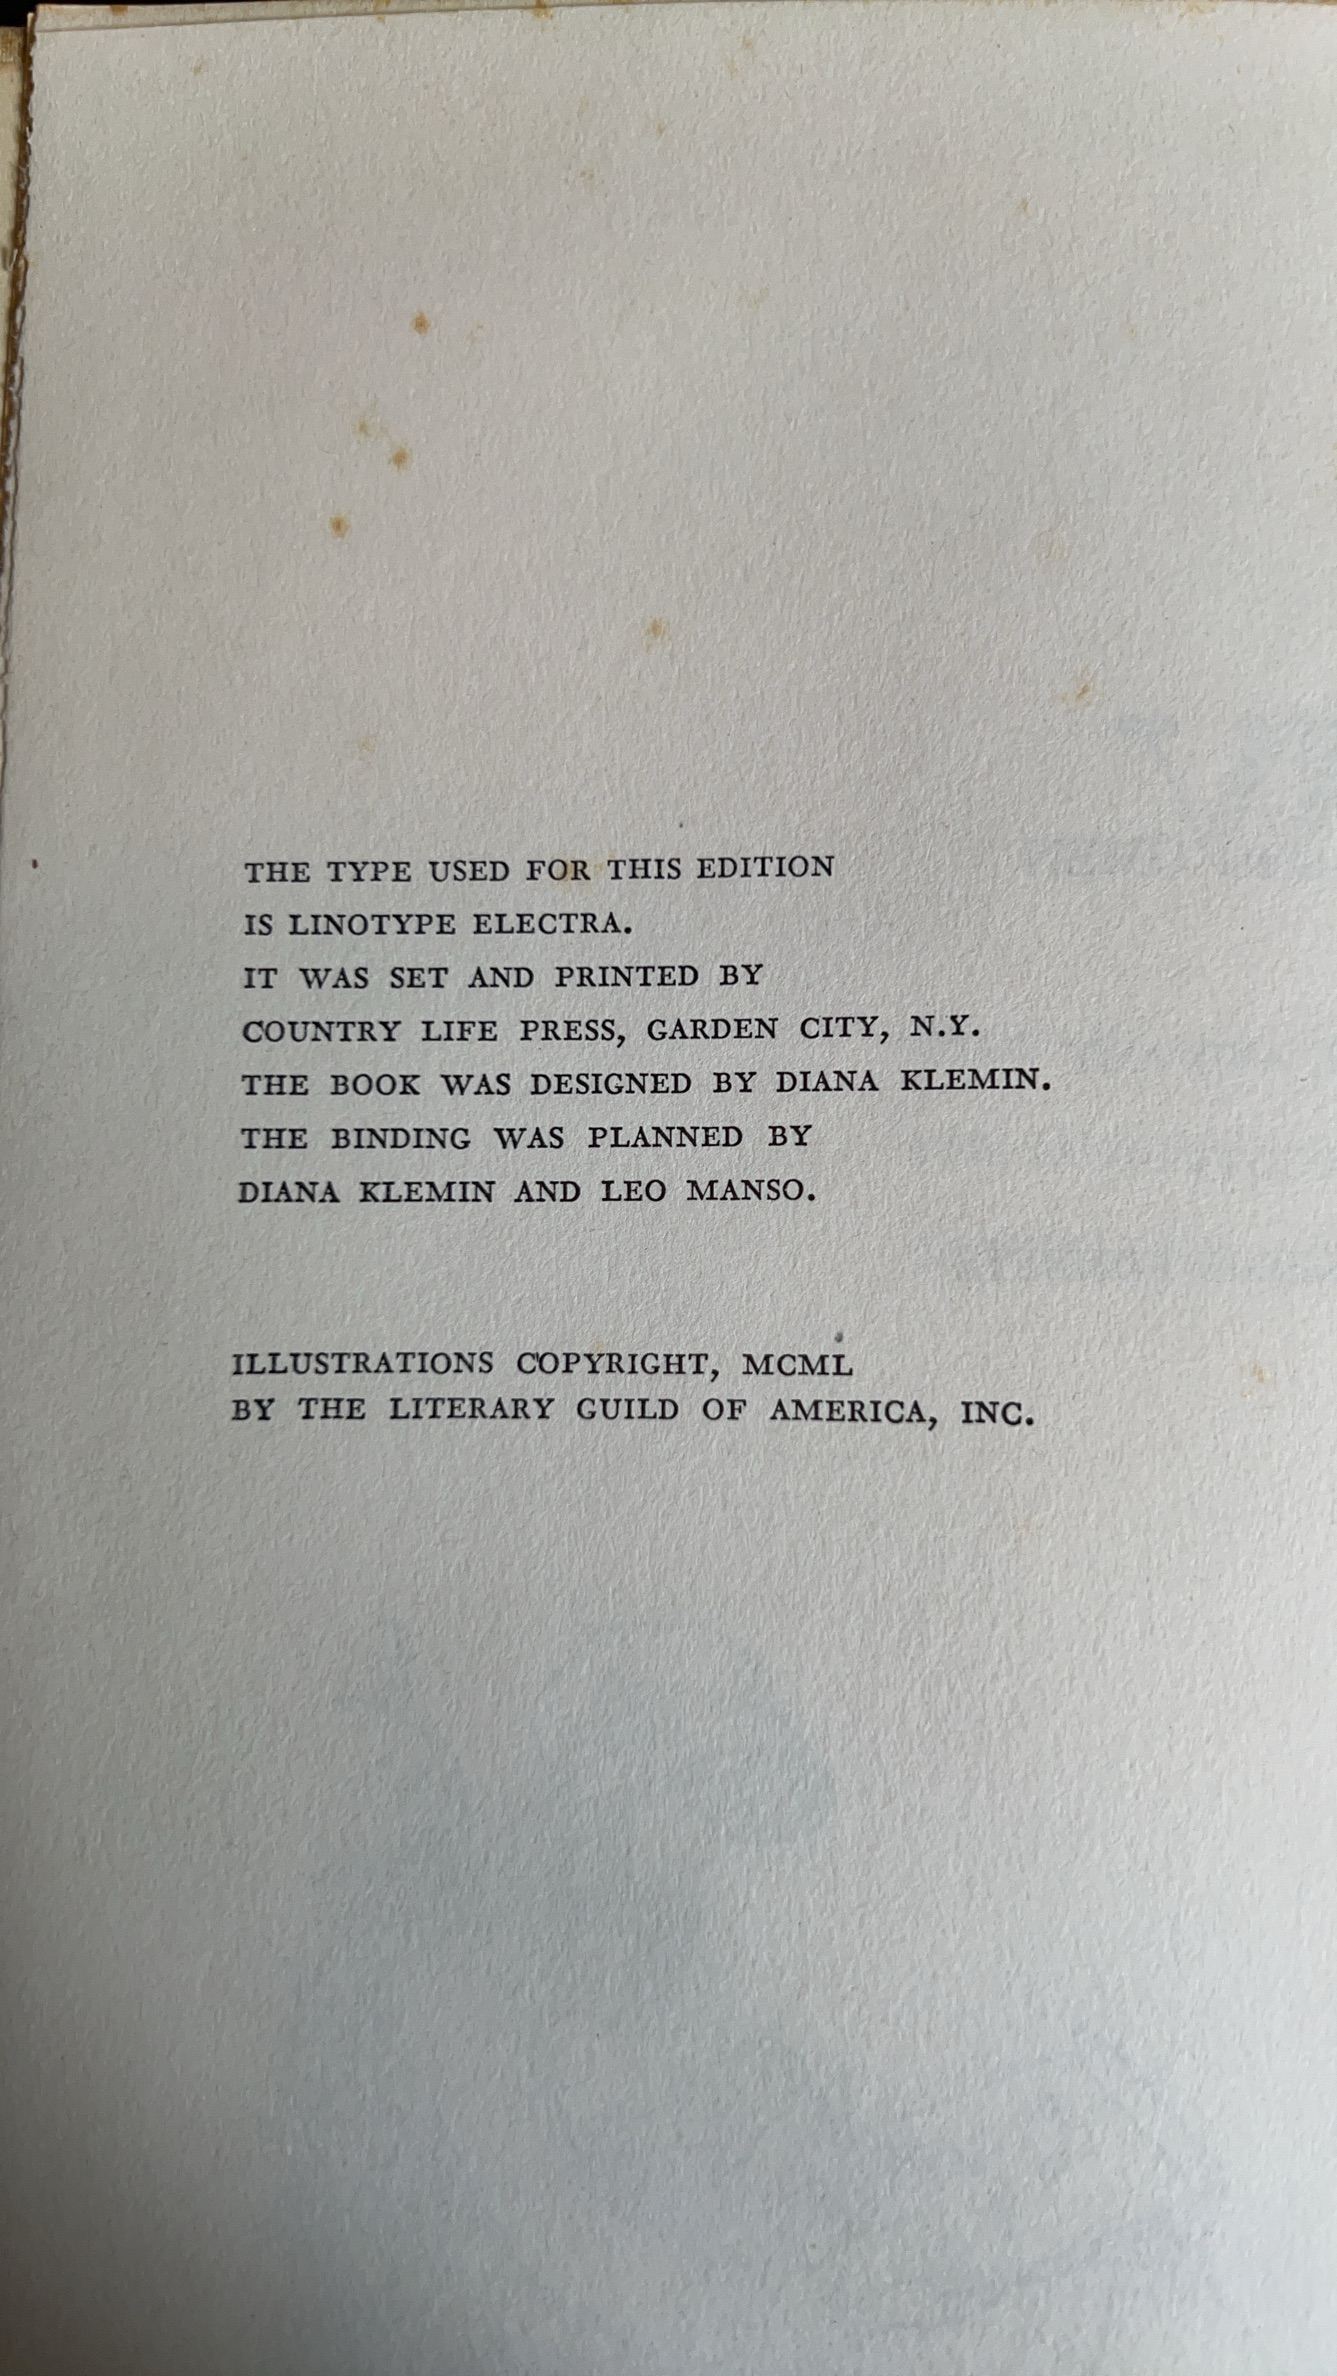 THE TYPE USED FOR THIS EDITION
IS LINOTYPE ELECTRA.
IT WAS SET AND PRINTED BY
COUNTRY LIFE PRESS, GARDEN CITY, N.Y.
THE BOOK WAS DESIGNED BY DIANA KLEMIN.
THE BINDING WAS PLANNED BY
DIANA KLEMIN AND LEO MANSO.
ILLUSTRATIONS COPYRIGHT, MCML
BY THE LITERARY GUILD OF AMERICA, INC.